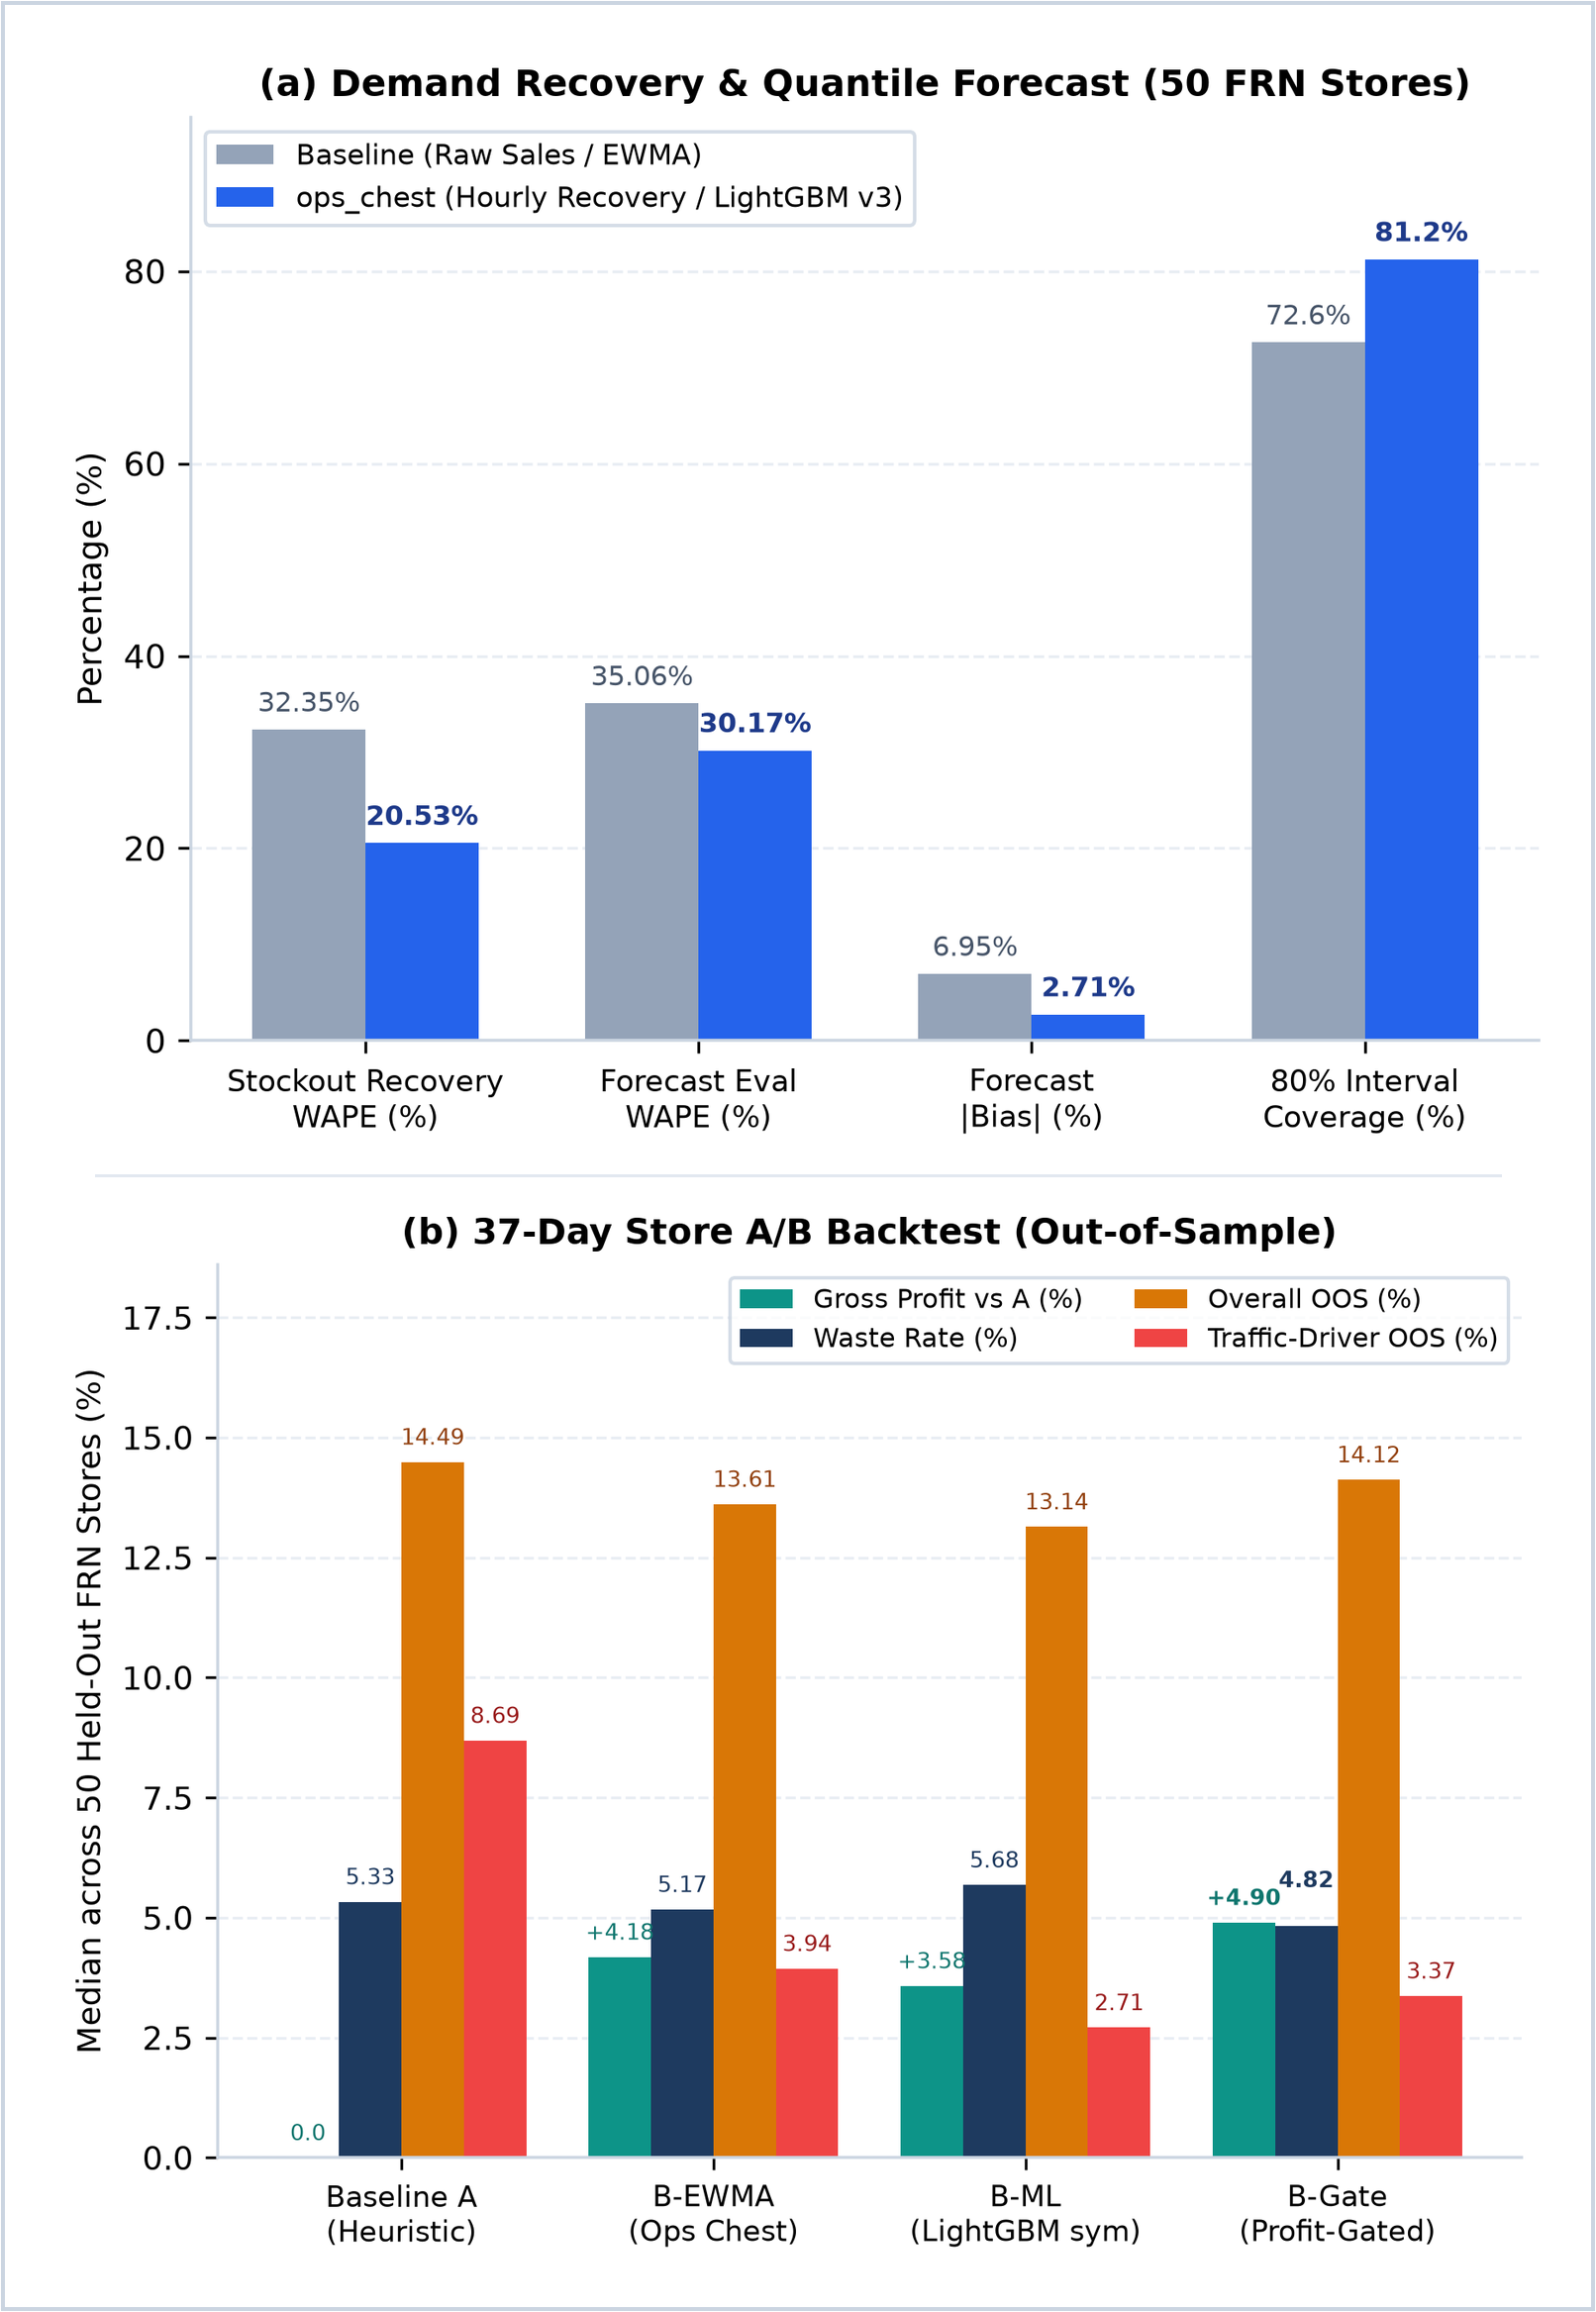 (a) Demand Recovery & Quantile Forecast (50 FRN Stores)
Baseline (Raw Sales / EWMA)
ops_chest (Hourly Recovery / LightGBM v3)
Percentage (%)
80
60
40
20
0
32.35%
20.53%
35.06%
30.17%
6.95%
2.71%
72.6%
81.2%
Stockout Recovery
WAPE (%)
Forecast Eval
WAPE (%)
Forecast
|Bias| (%)
80% Interval
Coverage (%)
(b) 37-Day Store A/B Backtest (Out-of-Sample)
Gross Profit vs A (%)
Waste Rate (%)
Overall OOS (%)
Traffic-Driver OOS (%)
Median across 50 Held-Out FRN Stores (%)
17.5
15.0
12.5
10.0
7.5
5.0
2.5
0.0
0.0
5.33
14.49
8.69
+4.18
5.17
13.61
3.94
+3.58
5.68
13.14
2.71
+4.90
4.82
14.12
3.37
Baseline A
(Heuristic)
B-EWMA
(Ops Chest)
B-ML
(LightGBM sym)
B-Gate
(Profit-Gated)